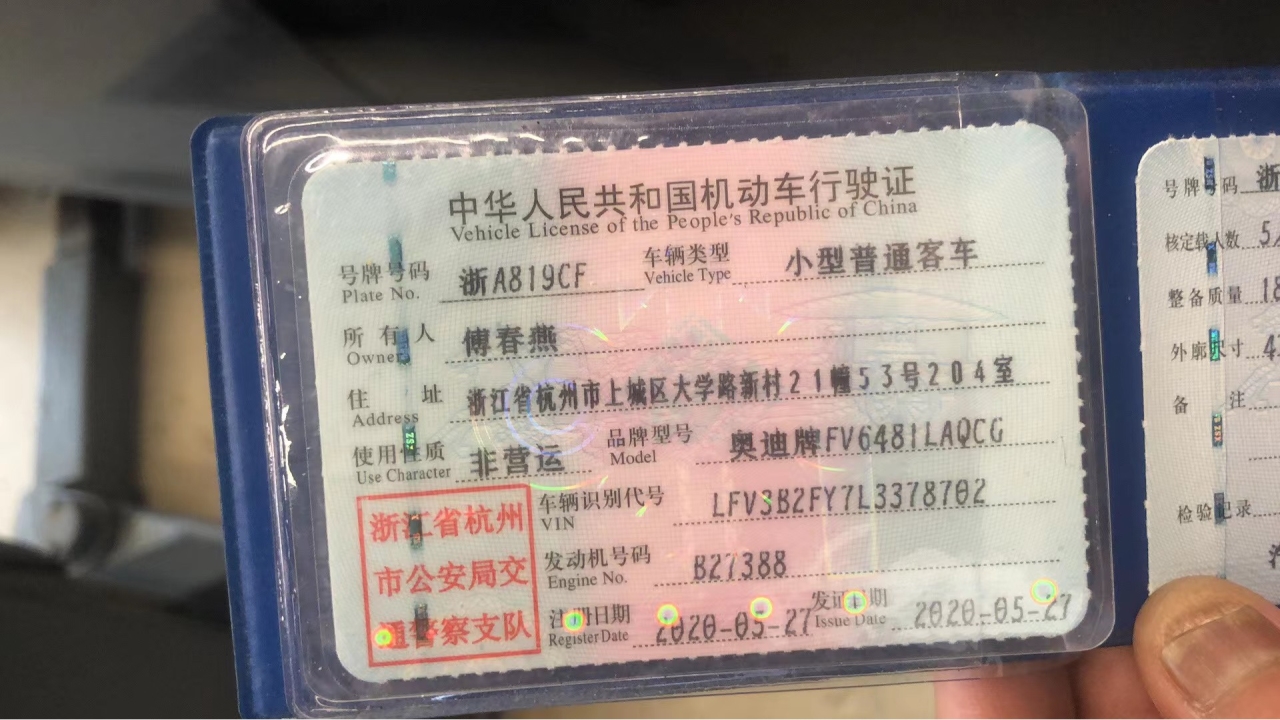 中华人民共和国机动车行驶证
Vehicle License of the People's Republic of China
号牌号码 浙A819CF 车辆类型 小型普通客车
Plate No. Vehicle Type
所有人 傅春燕
Owner
住址 浙江省杭州市上城区大学路新村21幢53号204室
Address
使用性质 非营运 品牌型号 奥迪牌FV6481LAQCG
Use Character Model
车辆识别代号 LFV3B2FY7L3378702
VIN
发动机号码 B27388
Engine No.
注册日期 2020-05-27 发证日期 2020-05-27
Register Date Issue Date
浙江省杭州
市公安局交
通警察支队
号牌号码 浙
核定载人数 5
整备质量 18
外廓尺寸 4
备注
检验记录